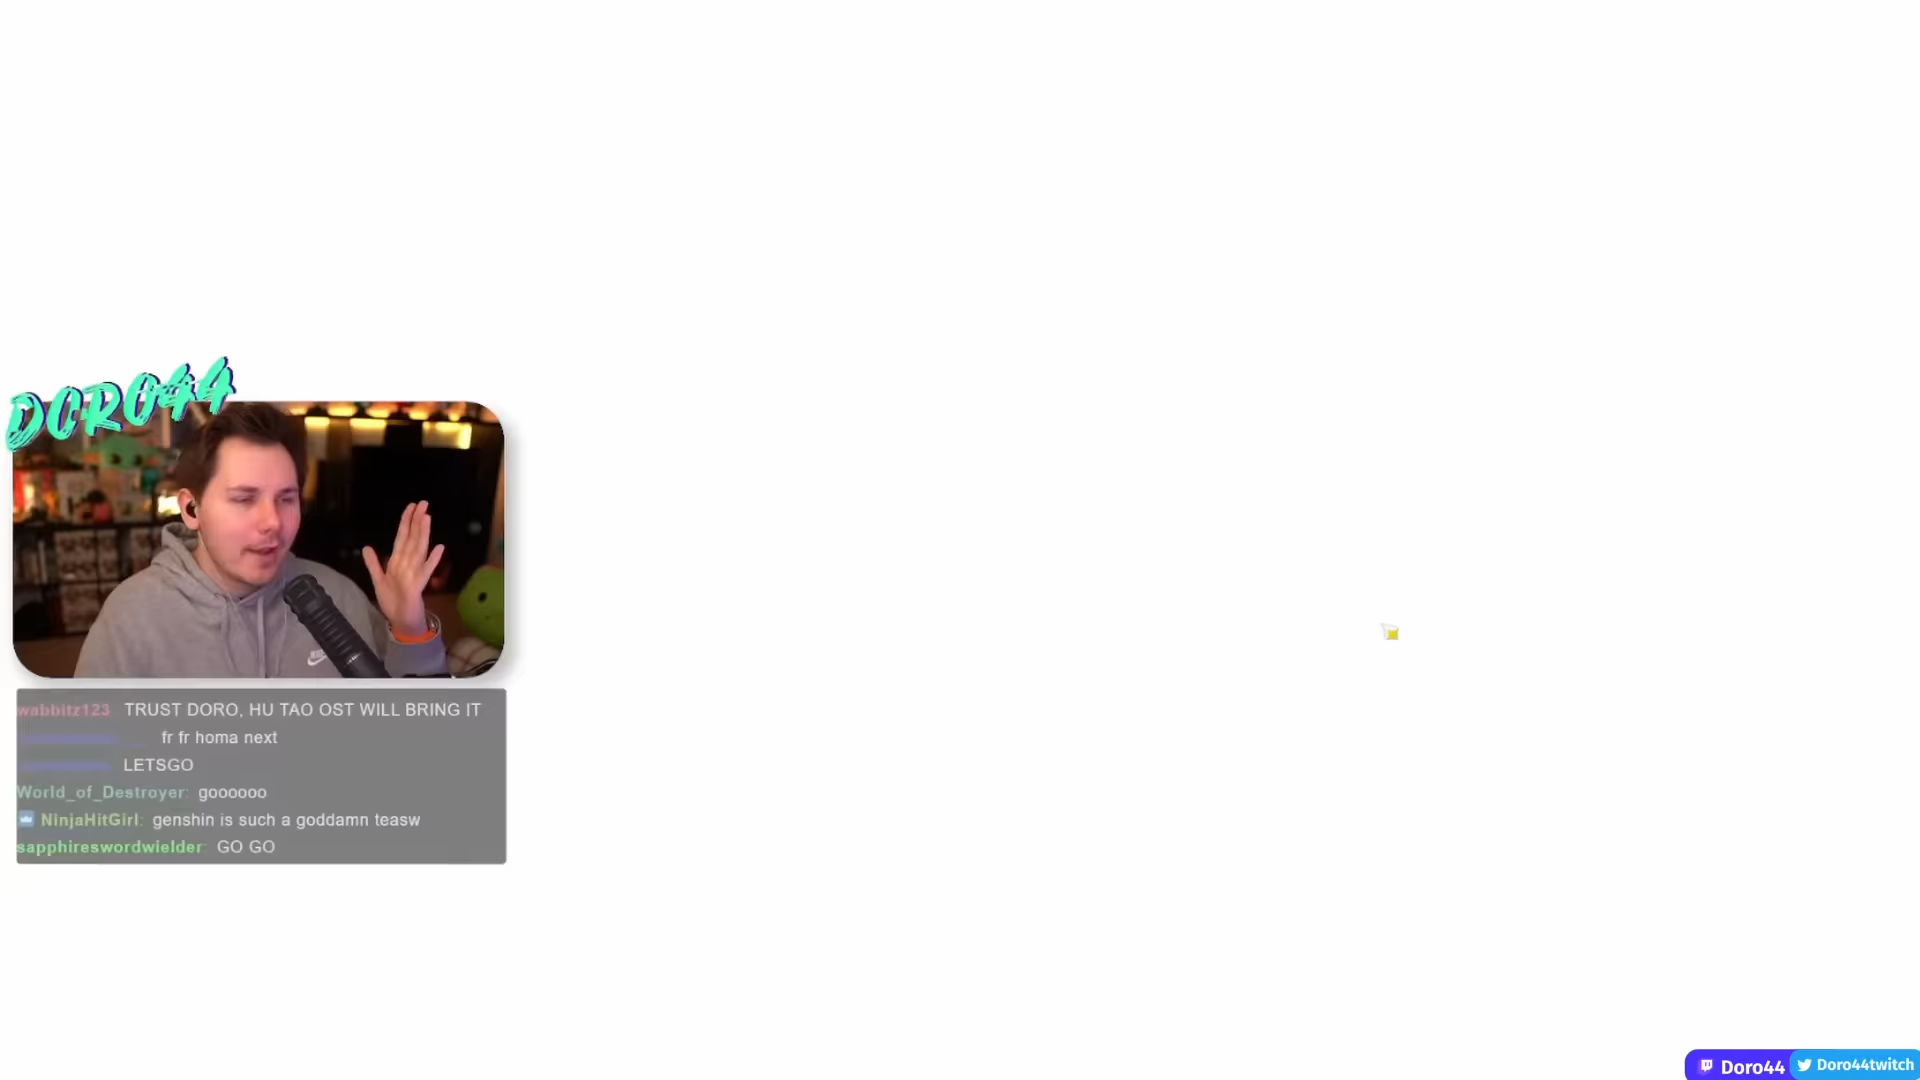 DORO44
wabbitz123 TRUST DORO, HU TAO OST WILL BRING IT
fr fr homa next
LETSGO
World_of_Destroyer: goooooo
NinjaHitGirl: genshin is such a goddamn teasw
sapphireswordwielder: GO GO
Doro44
Doro44twitch